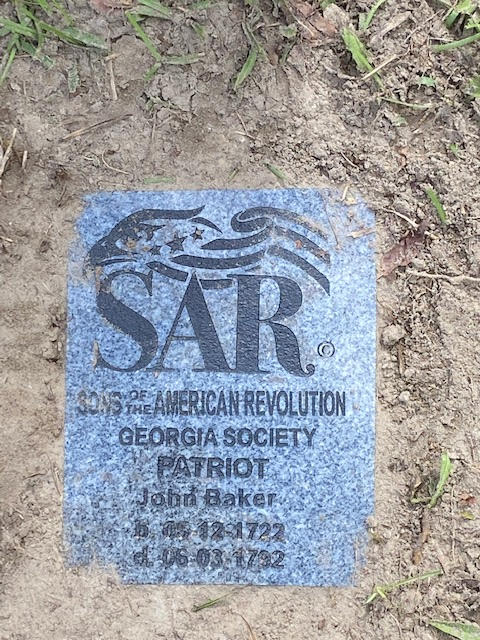 SAR©
SONS OF THE AMERICAN REVOLUTION
GEORGIA SOCIETY
PATRIOT
John Baker
b. 05-12-1722
d. 06-03-1792